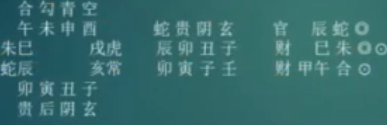 合勾青空
午未申酉 蛇贵阴玄 官 辰蛇◎
朱巳 戌虎 辰卯丑子 财 巳朱◎⊙
蛇辰 亥常 卯寅子壬 财甲午合⊙
卯寅丑子
贵后阴玄